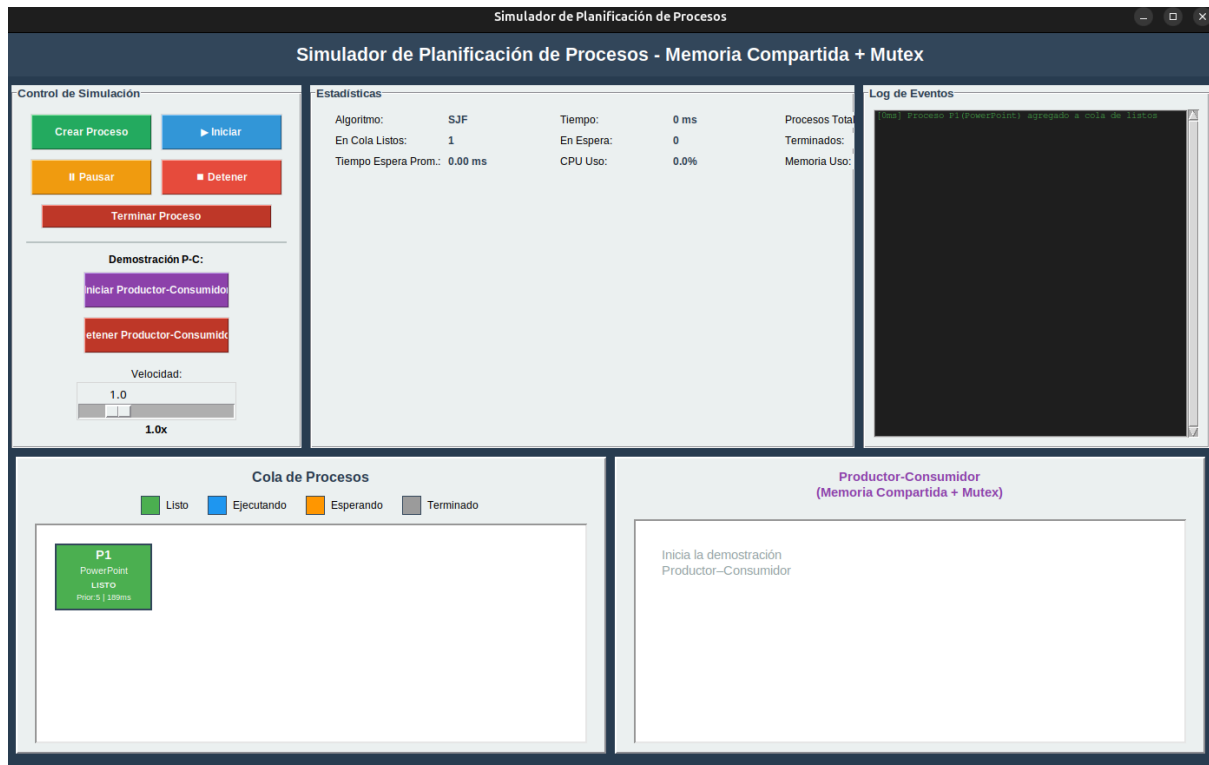 Simulador de Planificación de Procesos
Simulador de Planificación de Procesos - Memoria Compartida + Mutex
Control de Simulación
Crear Proceso
▶ Iniciar
⏸ Pausar
■ Detener
Terminar Proceso
Demostración P-C:
niciar Productor-Consumido
etener Productor-Consumido
Velocidad:
1.0
1.0x
Estadísticas
Algoritmo: SJF Tiempo: 0 ms Procesos Total
En Cola Listos: 1 En Espera: 0 Terminados:
Tiempo Espera Prom.: 0.00 ms CPU Uso: 0.0% Memoria Uso:
Log de Eventos
[0ms] Proceso P1(PowerPoint) agregado a cola de listos
Cola de Procesos
Listo Ejecutando Esperando Terminado
P1
PowerPoint
LISTO
Prior:5 | 189ms
Productor-Consumidor
(Memoria Compartida + Mutex)
Inicia la demostración
Productor–Consumidor